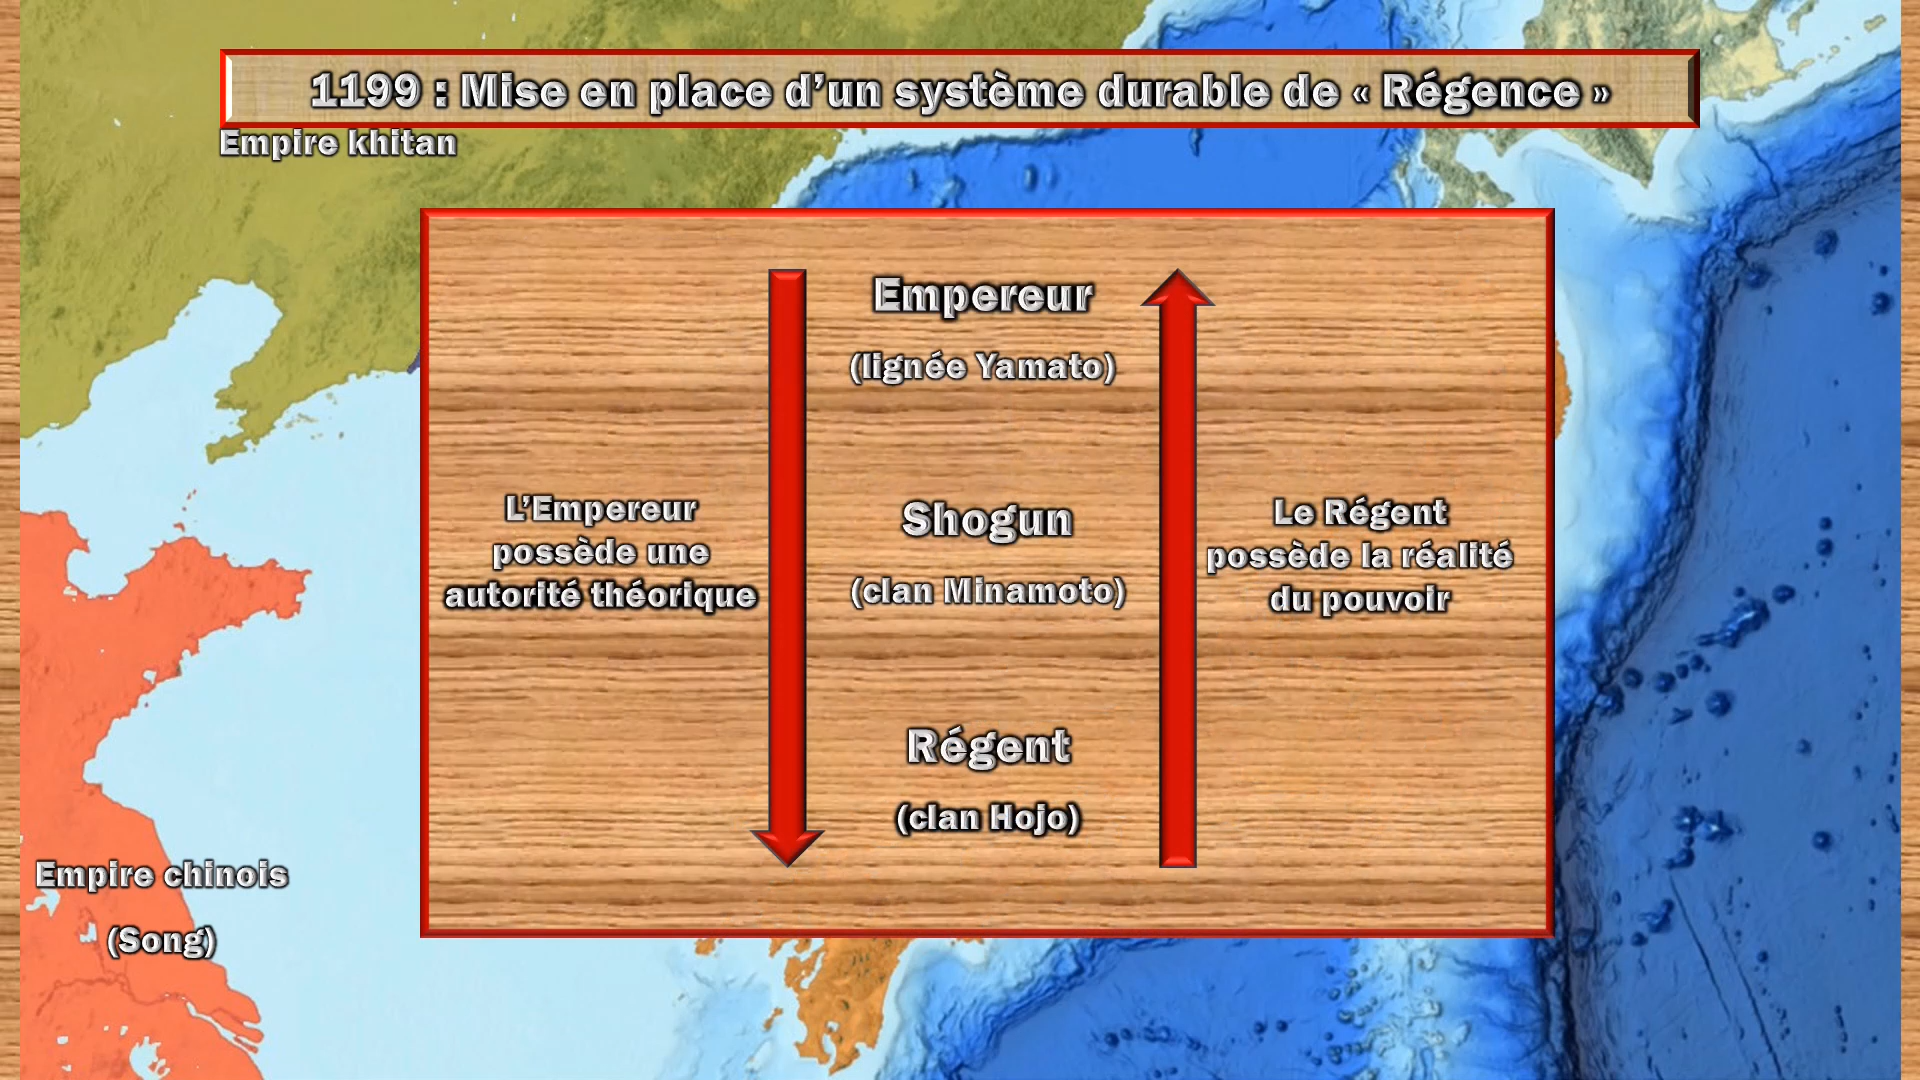 1199 : Mise en place d’un système durable de « Régence »
Empire khitan
Empereur
(lignée Yamato)
L’Empereur
possède une
autorité théorique
Shogun
(clan Minamoto)
Le Régent
possède la réalité
du pouvoir
Régent
(clan Hojo)
Empire chinois
(Song)